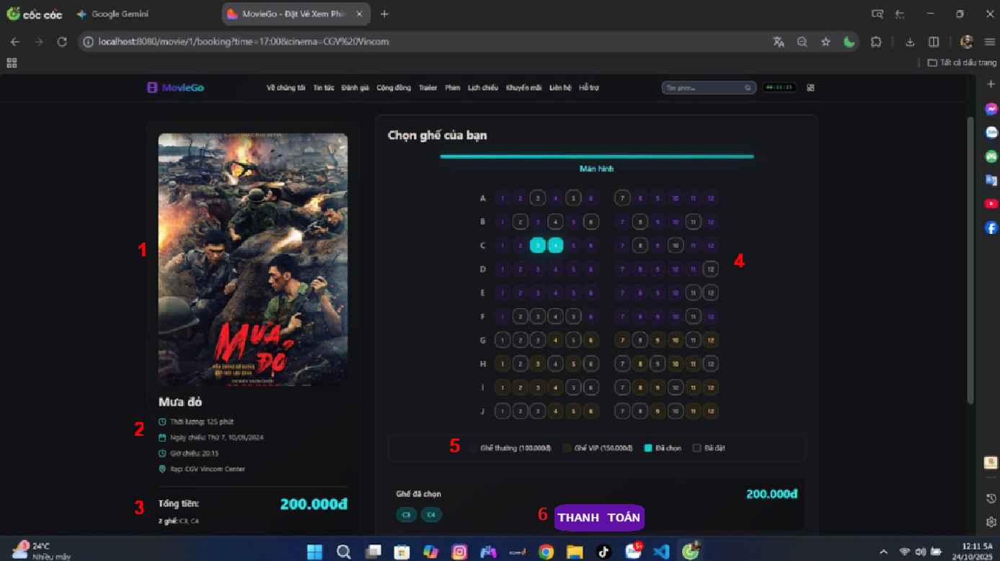 cốc cốc
Google Gemini
MovieGo - Đặt Vé Xem Phim
localhost:8080/movie/1/booking?time=17:00&cinema=CGV%20Vincom
Tất cả dấu trang
MovieGo
Về chúng tôi Tin tức Đánh giá Cộng đồng Trailer Phim Lịch chiếu Khuyến mãi Liên hệ Hỗ trợ
Tìm phim...
Chọn ghế của bạn
Màn hình
A 1 2 3 4 5 6 7 8 9 10 11 12
B 1 2 3 4 5 6 7 8 9 10 11 12
C 1 2 3 4 5 6 7 8 9 10 11 12
D 1 2 3 4 5 6 7 8 9 10 11 12
E 1 2 3 4 5 6 7 8 9 10 11 12
F 1 2 3 4 5 6 7 8 9 10 11 12
G 1 2 3 4 5 6 7 8 9 10 11 12
H 1 2 3 4 5 6 7 8 9 10 11 12
I 1 2 3 4 5 6 7 8 9 10 11 12
J 1 2 3 4 5 6 7 8 9 10 11 12
1
4
MƯA ĐỎ
Mưa đỏ
2
Thời lượng: 125 phút
Ngày chiếu: Thứ 7, 10/09/2024
Giờ chiếu: 20:15
Rạp: CGV Vincom Center
5
Ghế thường (100.000đ) Ghế VIP (150.000đ) Đã chọn Đã đặt
3
Tổng tiền: 200.000đ
2 ghế: C3, C4
Ghế đã chọn 200.000đ
C3 C4
6
THANH TOÁN
3
24°C
Nhiều mây
Zalo
5+
12:11 SA
24/10/2025